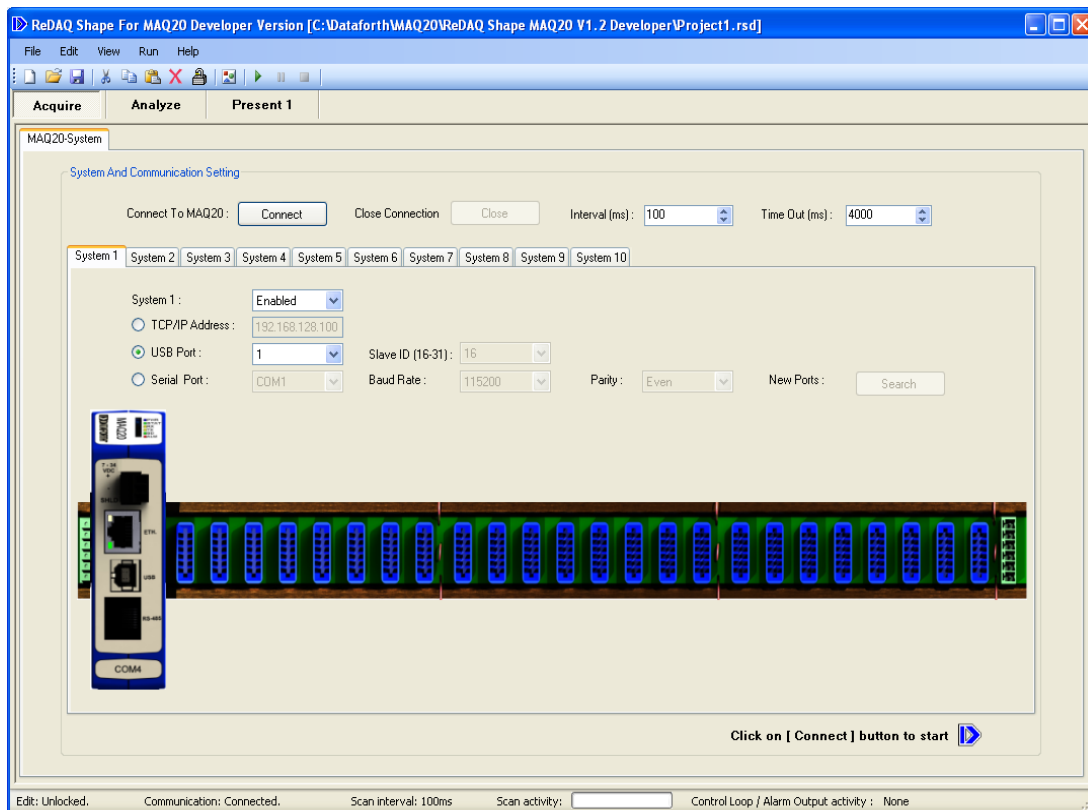 ReDAQ Shape For MAQ20 Developer Version [C:\Dataforth\MAQ20\ReDAQ Shape MAQ20 V1.2 Developer\Project1.rsd]
File Edit View Run Help
Acquire Analyze Present 1
MAQ20-System
System And Communication Setting
Connect To MAQ20 : Connect Close Connection Close Interval (ms) : 100 Time Out (ms) : 4000
System 1 System 2 System 3 System 4 System 5 System 6 System 7 System 8 System 9 System 10
System 1 : Enabled
TCP/IP Address : 192.168.128.100
USB Port : 1 Slave ID (16-31) : 16
Serial Port : COM1 Baud Rate : 115200 Parity : Even New Ports : Search
MAQ20
7 - 34
VDC
ETH.
USB
RS-485
COM4
Click on [ Connect ] button to start
Edit: Unlocked. Communication: Connected. Scan interval: 100ms Scan activity: Control Loop / Alarm Output activity : None